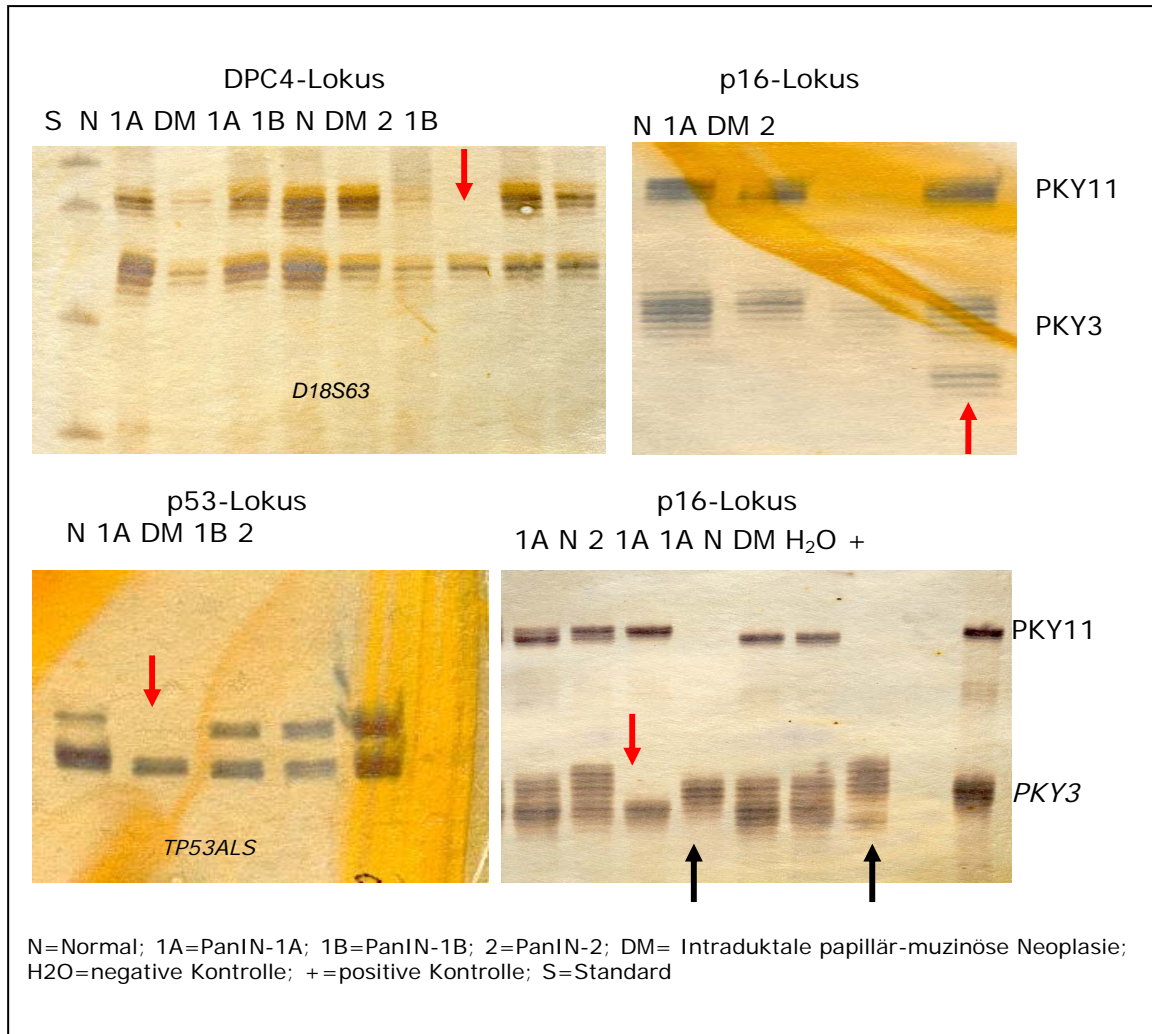 DPC4-Lokus
S N 1A DM 1A 1B N DM 2 1B
D18S63
p16-Lokus
N 1A DM 2
PKY11
PKY3
p53-Lokus
N 1A DM 1B 2
TP53ALS
p16-Lokus
1A N 2 1A 1A N DM H₂O +
PKY11
PKY3
N=Normal; 1A=PanIN-1A; 1B=PanIN-1B; 2=PanIN-2; DM= Intraduktale papillär-muzinöse Neoplasie;
H2O=negative Kontrolle; +=positive Kontrolle; S=Standard